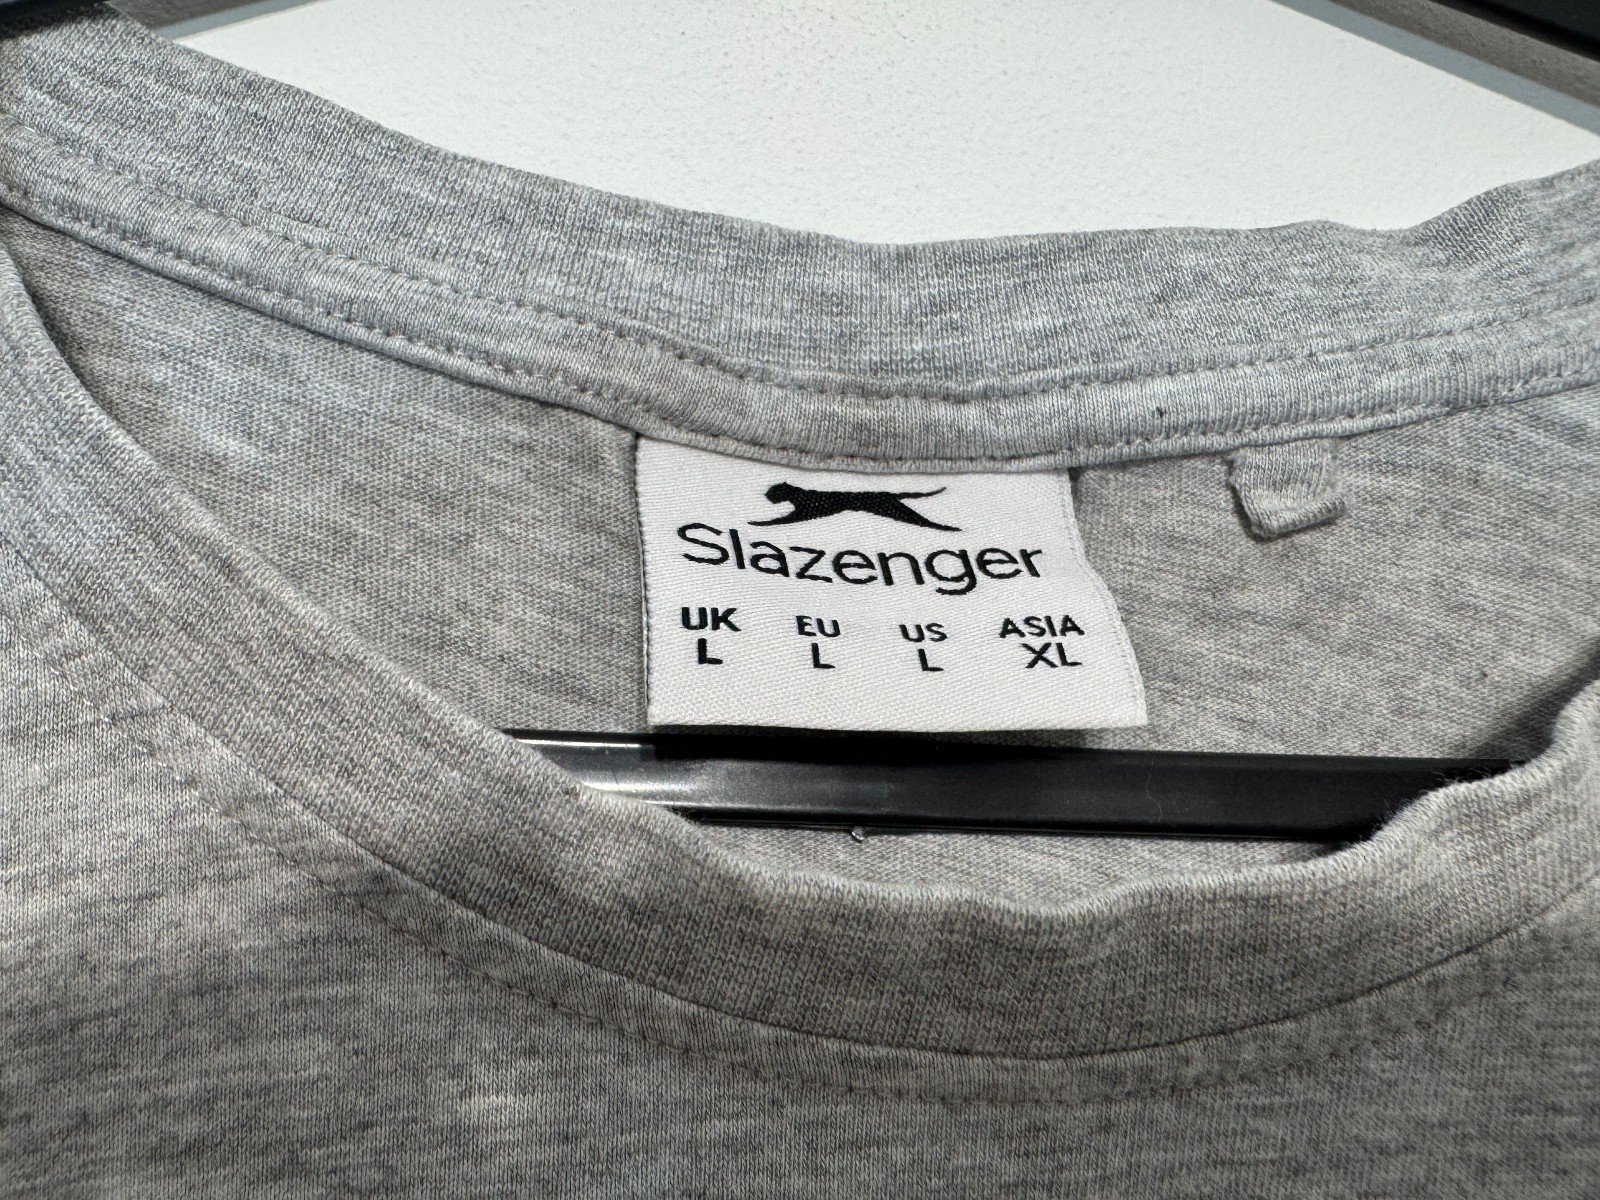 Slazenger
UK EU US ASIA
L L L XL